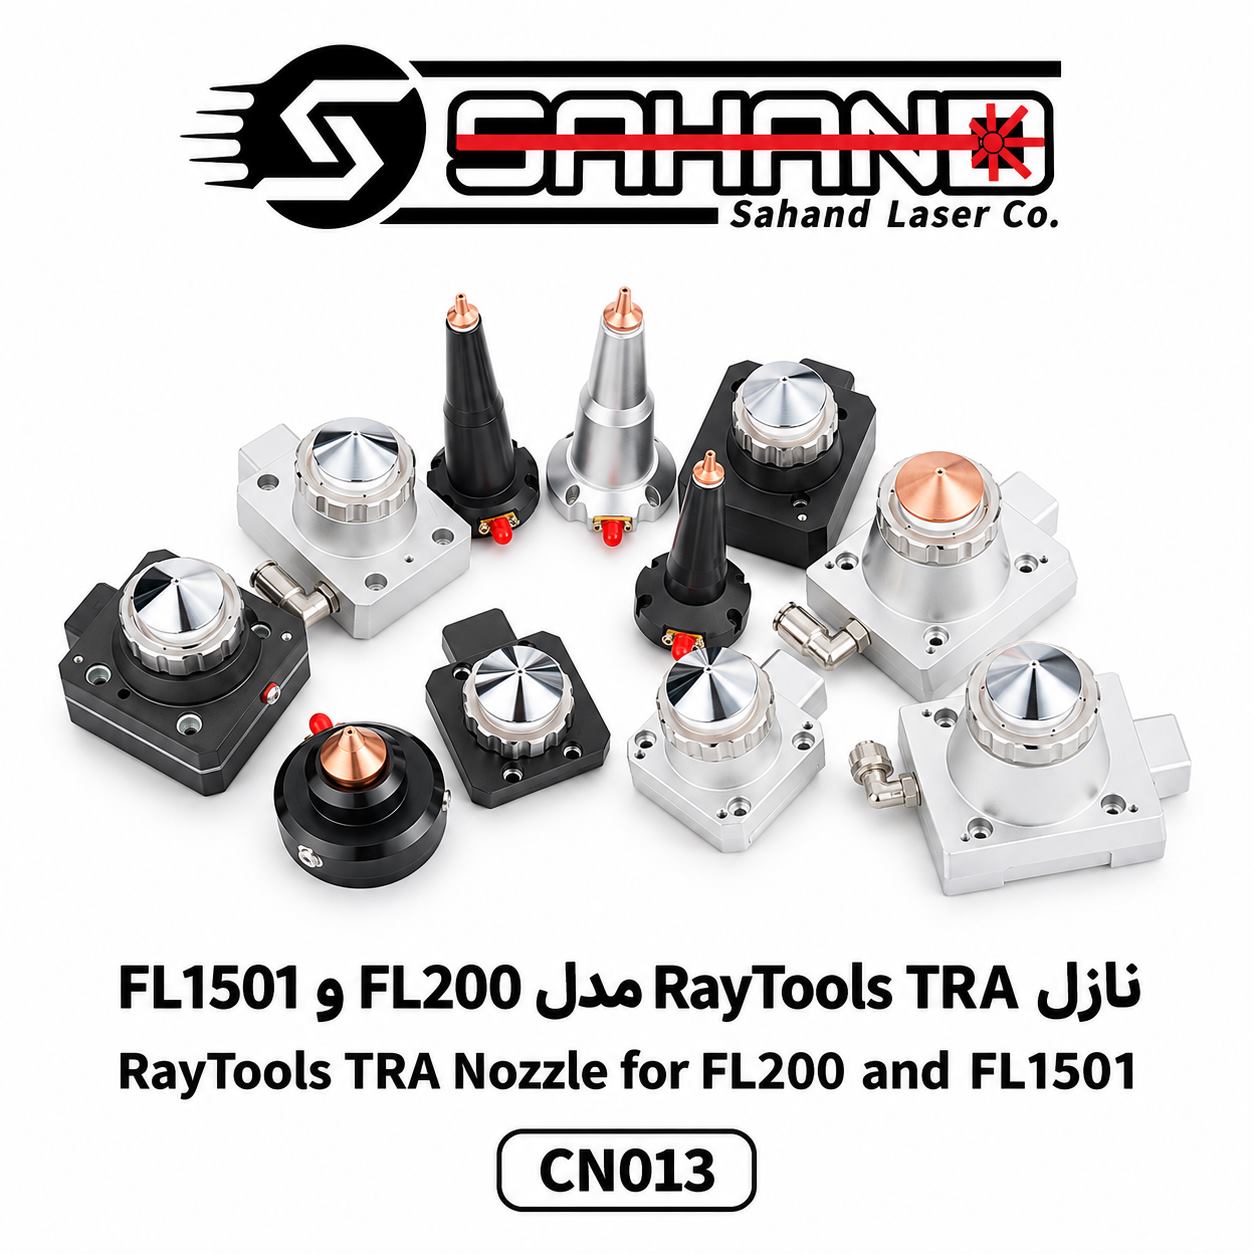 SAHAND
Sahand Laser Co.
نازل RayTools TRA مدل FL200 و FL1501
RayTools TRA Nozzle for FL200 and FL1501
CN013